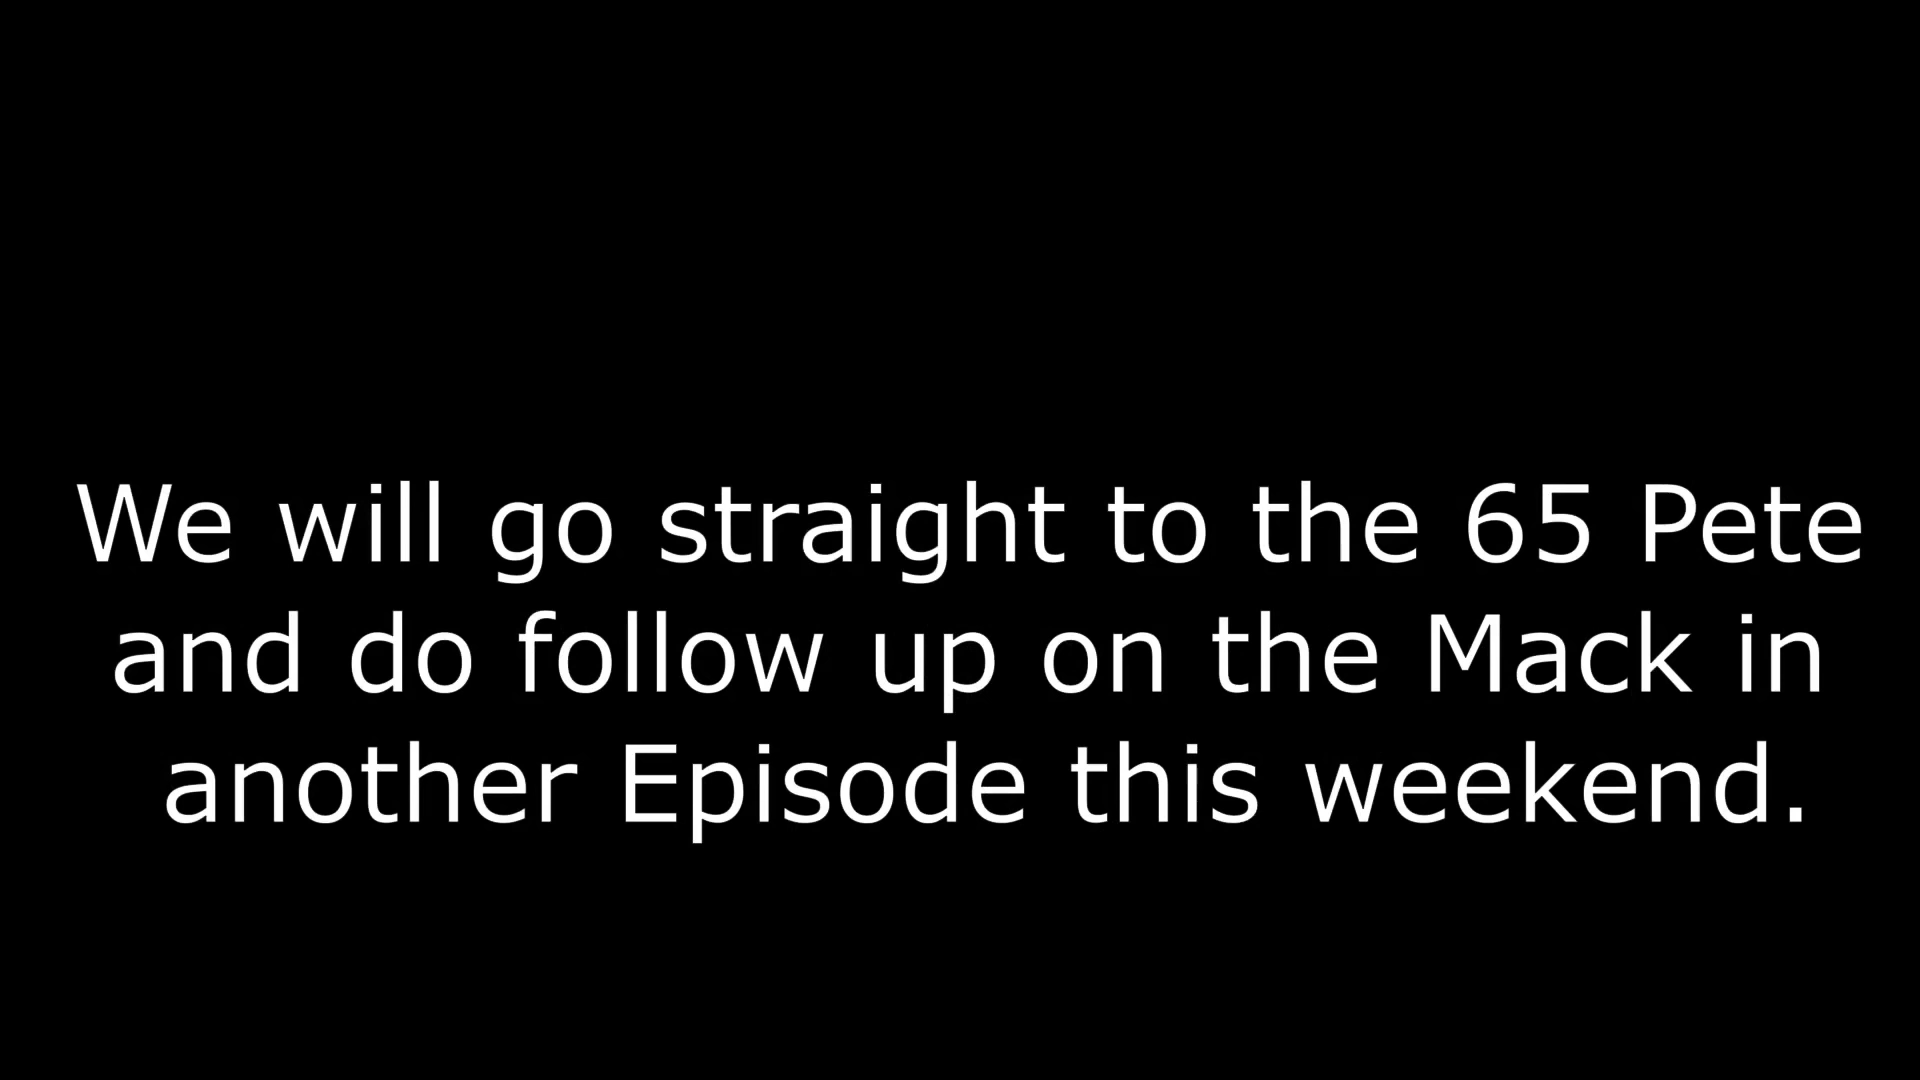 We will go straight to the 65 Pete
and do follow up on the Mack in
another Episode this weekend.